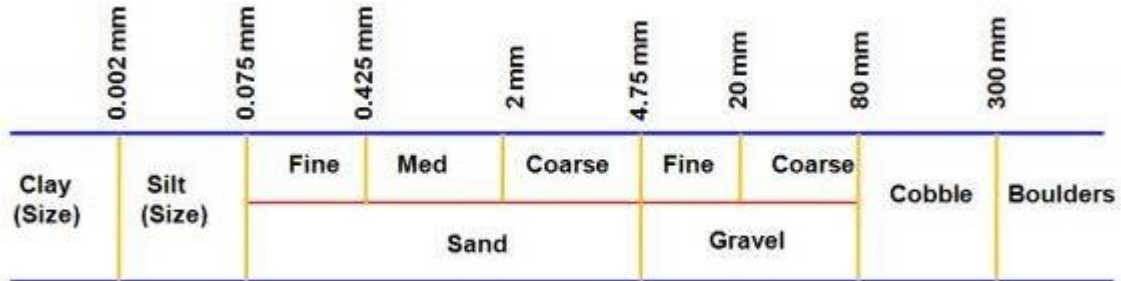 0.002 mm
0.075 mm
0.425 mm
2 mm
4.75 mm
20 mm
80 mm
300 mm
Fine
Med
Coarse
Fine
Coarse
Clay
(Size)
Silt
(Size)
Cobble
Boulders
Sand
Gravel